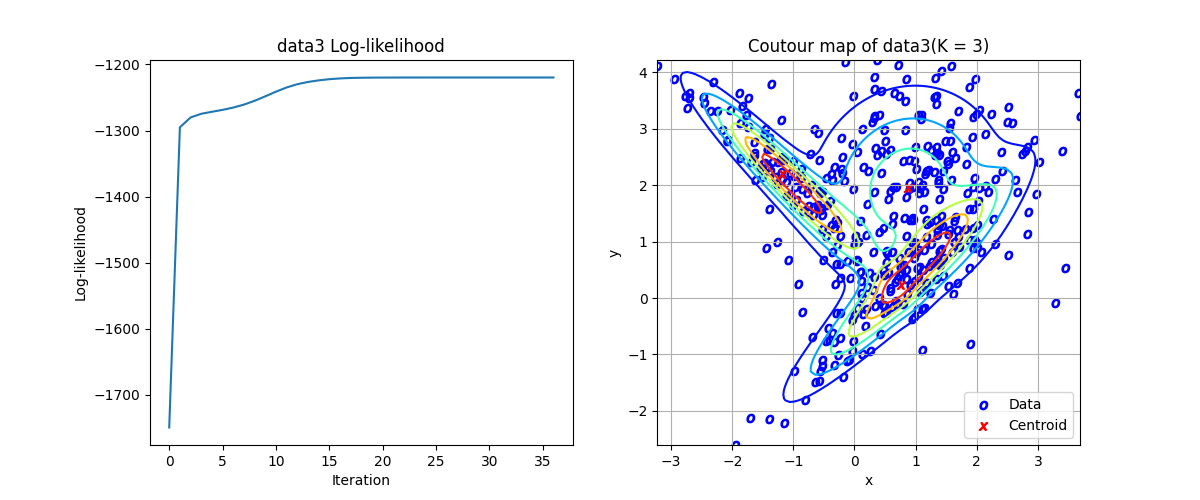 data3 Log-likelihood
Log-likelihood
−1200
−1300
−1400
−1500
−1600
−1700
0 5 10 15 20 25 30 35
Iteration
Coutour map of data3(K = 3)
y
4
3
2
1
0
−1
−2
−3 −2 −1 0 1 2 3
x
Data
Centroid